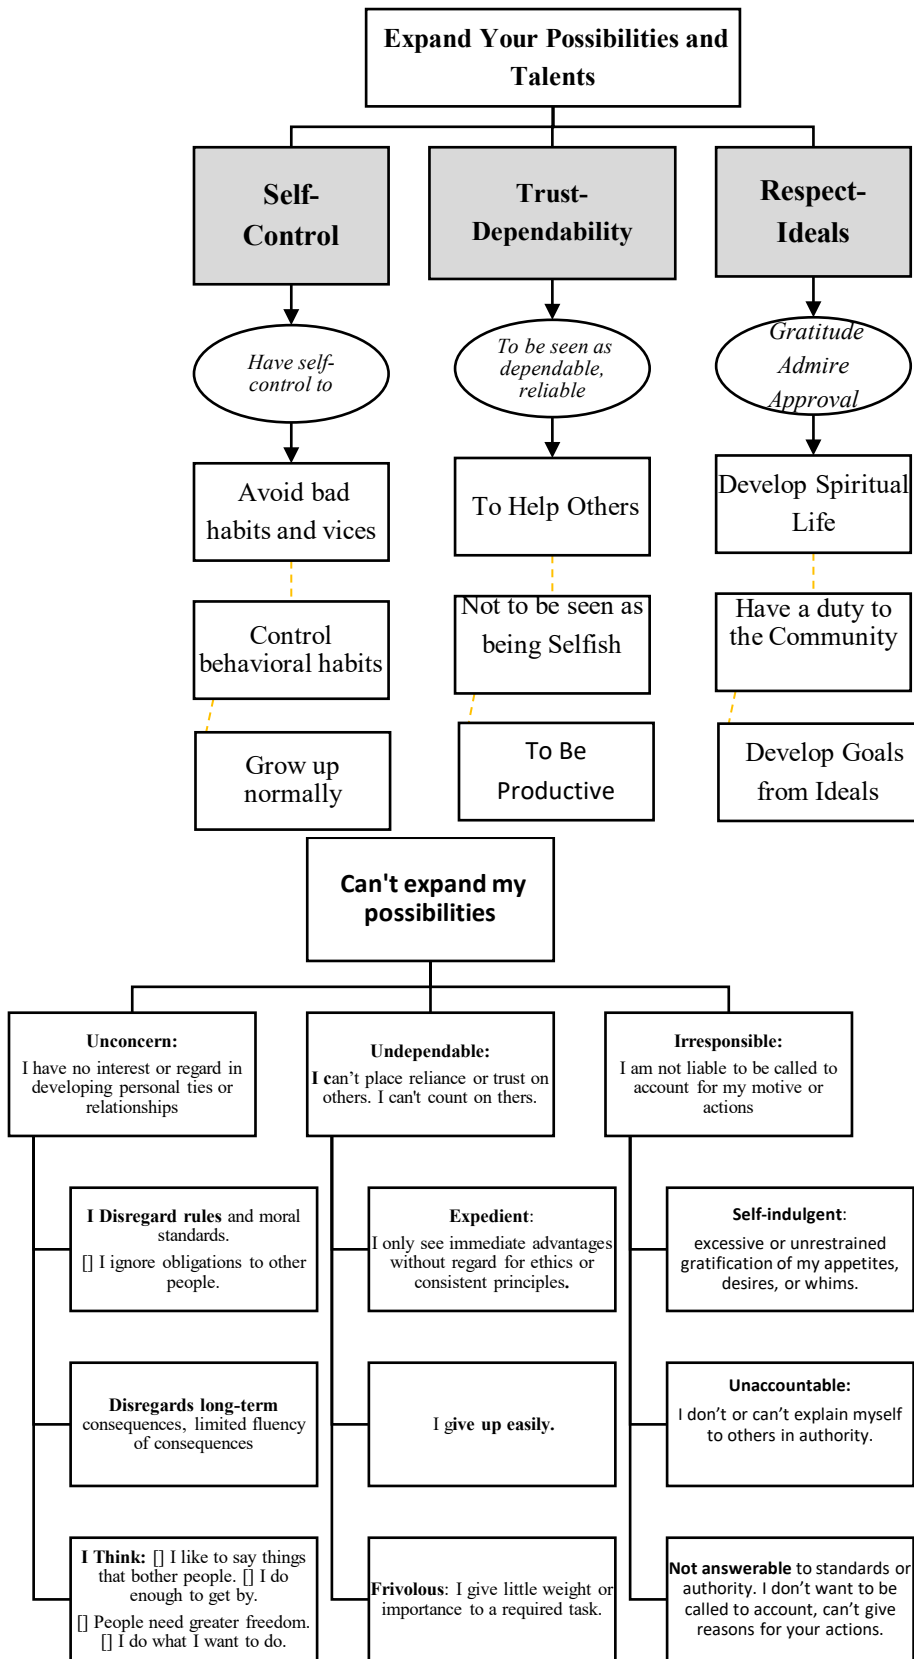 Expand Your Possibilities and
Talents
Self-
Control
Trust-
Dependability
Respect-
Ideals
Have self-
control to
To be seen as
dependable,
reliable
Gratitude
Admire
Approval
Avoid bad
habits and vices
To Help Others
Develop Spiritual
Life
Control
behavioral habits
Not to be seen as
being Selfish
Have a duty to
the Community
Grow up
normally
To Be
Productive
Develop Goals
from Ideals
Can't expand my
possibilities
Unconcern:
I have no interest or regard in
developing personal ties or
relationships
Undependable:
I can’t place reliance or trust on
others. I can't count on thers.
Irresponsible:
I am not liable to be called to
account for my motive or
actions
I Disregard rules and moral
standards.
[] I ignore obligations to other
people.
Expedient:
I only see immediate advantages
without regard for ethics or
consistent principles.
Self-indulgent:
excessive or unrestrained
gratification of my appetites,
desires, or whims.
Disregards long-term
consequences, limited fluency
of consequences
I give up easily.
Unaccountable:
I don’t or can’t explain myself
to others in authority.
I Think: [] I like to say things
that bother people. [] I do
enough to get by.
[] People need greater freedom.
[] I do what I want to do.
Frivolous: I give little weight or
importance to a required task.
Not answerable to standards or
authority. I don’t want to be
called to account, can’t give
reasons for your actions.